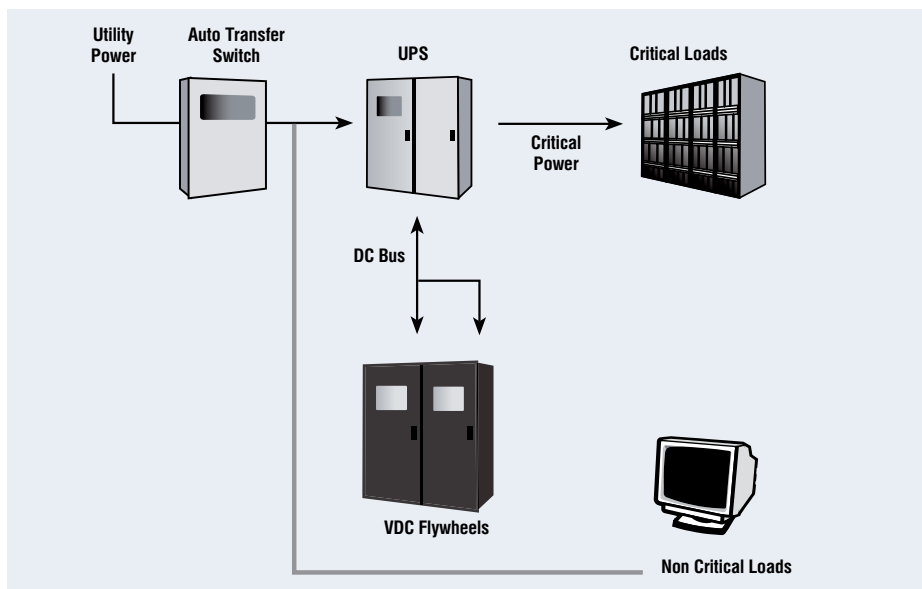 Utility
Power
Auto Transfer
Switch
UPS
Critical Loads
Critical
Power
DC Bus
VDC Flywheels
Non Critical Loads